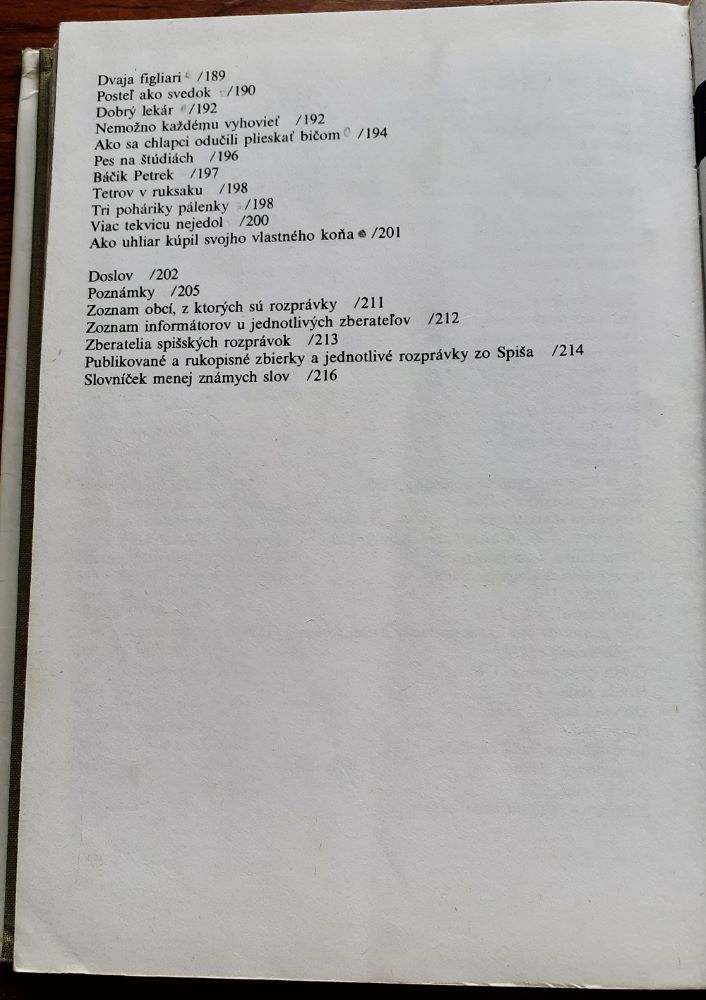 Dvaja figliari /189
Posteľ ako svedok /190
Dobrý lekár /192
Nemožno každému vyhovieť /192
Ako sa chlapci odučili plieskať bičom /194
Pes na štúdiách /196
Báčik Petrek /197
Tetrov v ruksaku /198
Tri poháriky pálenky /198
Viac tekvicu nejedol /200
Ako uhliar kúpil svojho vlastného koňa /201
Doslov /202
Poznámky /205
Zoznam obcí, z ktorých sú rozprávky /211
Zoznam informátorov u jednotlivých zberateľov /212
Zberatelia spišských rozprávok /213
Publikované a rukopisné zbierky a jednotlivé rozprávky zo Spiša /214
Slovníček menej známych slov /216